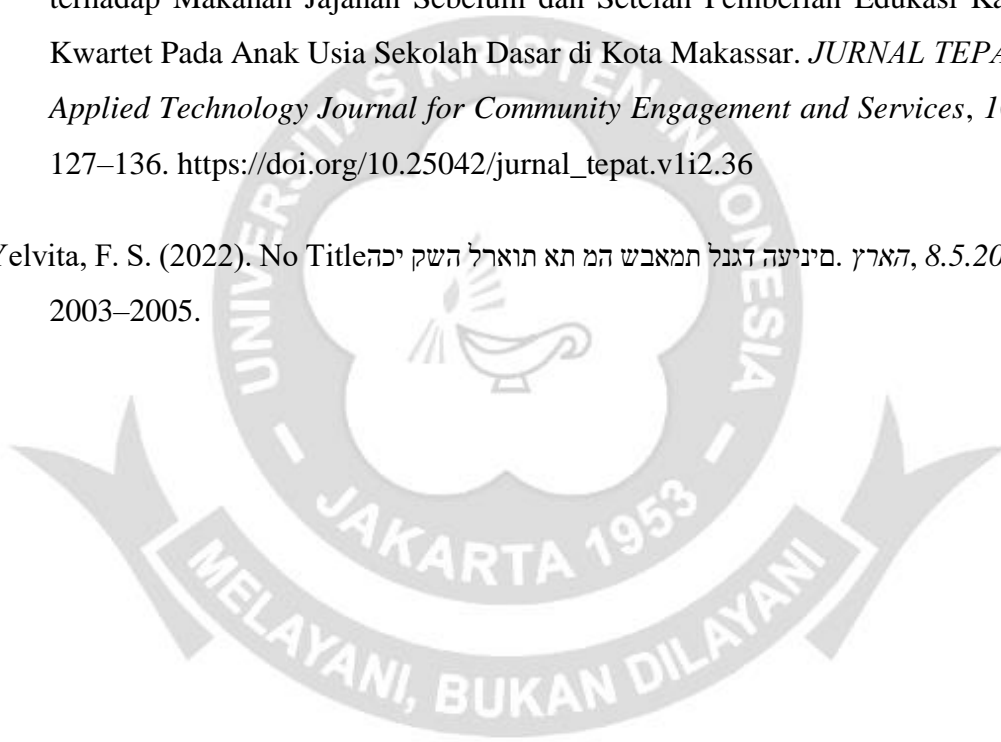 terhadap Makanan Jajanan Sebelum dan Setelah Pemberian Edukasi Ka
Kwartet Pada Anak Usia Sekolah Dasar di Kota Makassar. JURNAL TEPA
Applied Technology Journal for Community Engagement and Services, 1
127–136. https://doi.org/10.25042/jurnal_tepat.v1i2.36
Yelvita, F. S. (2022). No Titleהכי קשה לראות את מה שבאמת לנגד העינים. הארץ, 8.5.20
2003–2005.
UNIVERSITAS KRISTEN INDONESIA
JAKARTA 1953
MELAYANI, BUKAN DILAYANI